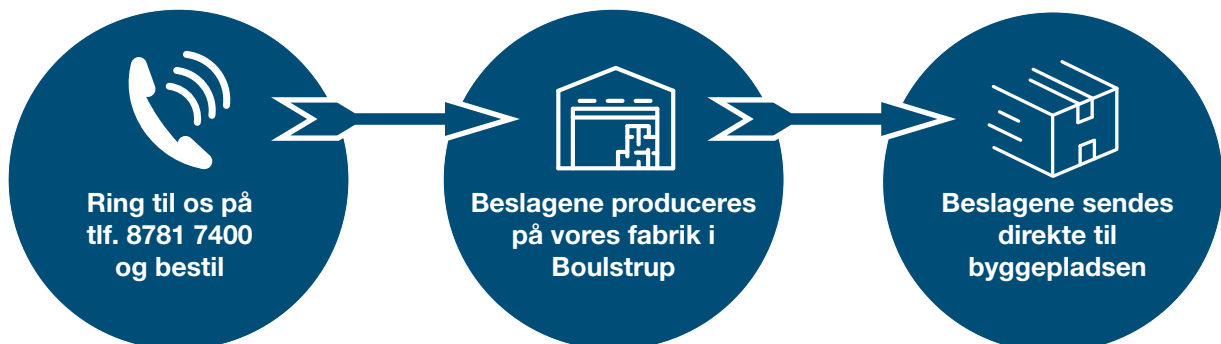 Ring til os på
tlf. 8781 7400
og bestil
Beslagene produceres
på vores fabrik i
Boulstrup
Beslagene sendes
direkte til
byggepladsen